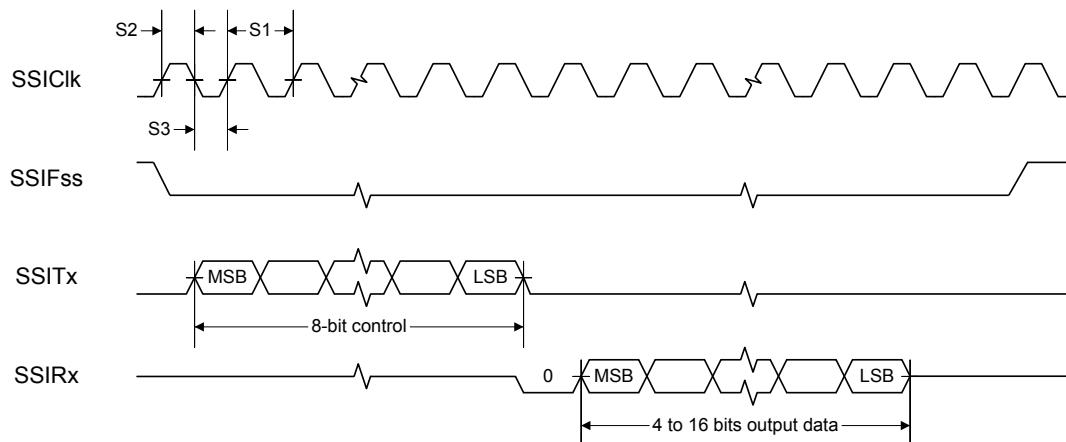 S2
S1
SSIClk
S3
SSIFss
SSITx
MSB
LSB
8-bit control
SSIRx
0
MSB
LSB
4 to 16 bits output data